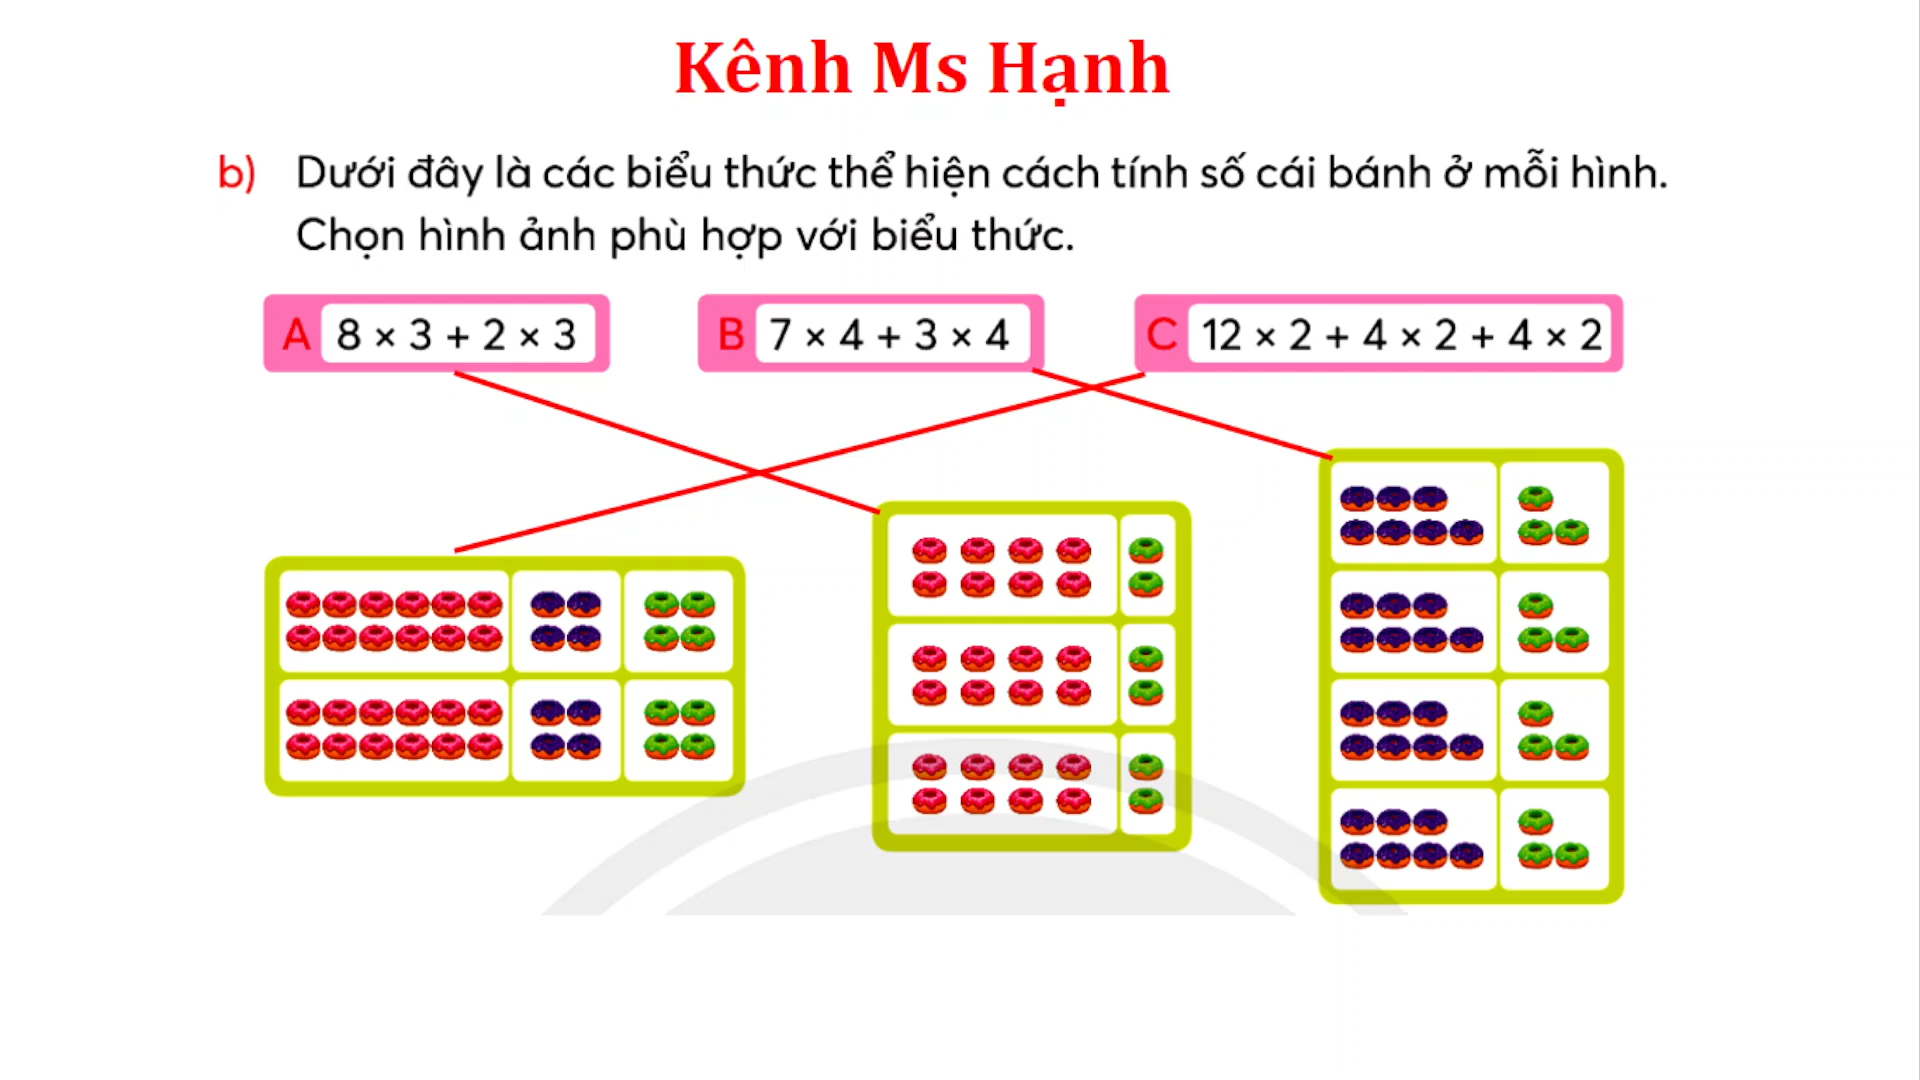 Kênh Ms Hạnh
b) Dưới đây là các biểu thức thể hiện cách tính số cái bánh ở mỗi hình.
Chọn hình ảnh phù hợp với biểu thức.
A 8 × 3 + 2 × 3
B 7 × 4 + 3 × 4
C 12 × 2 + 4 × 2 + 4 × 2